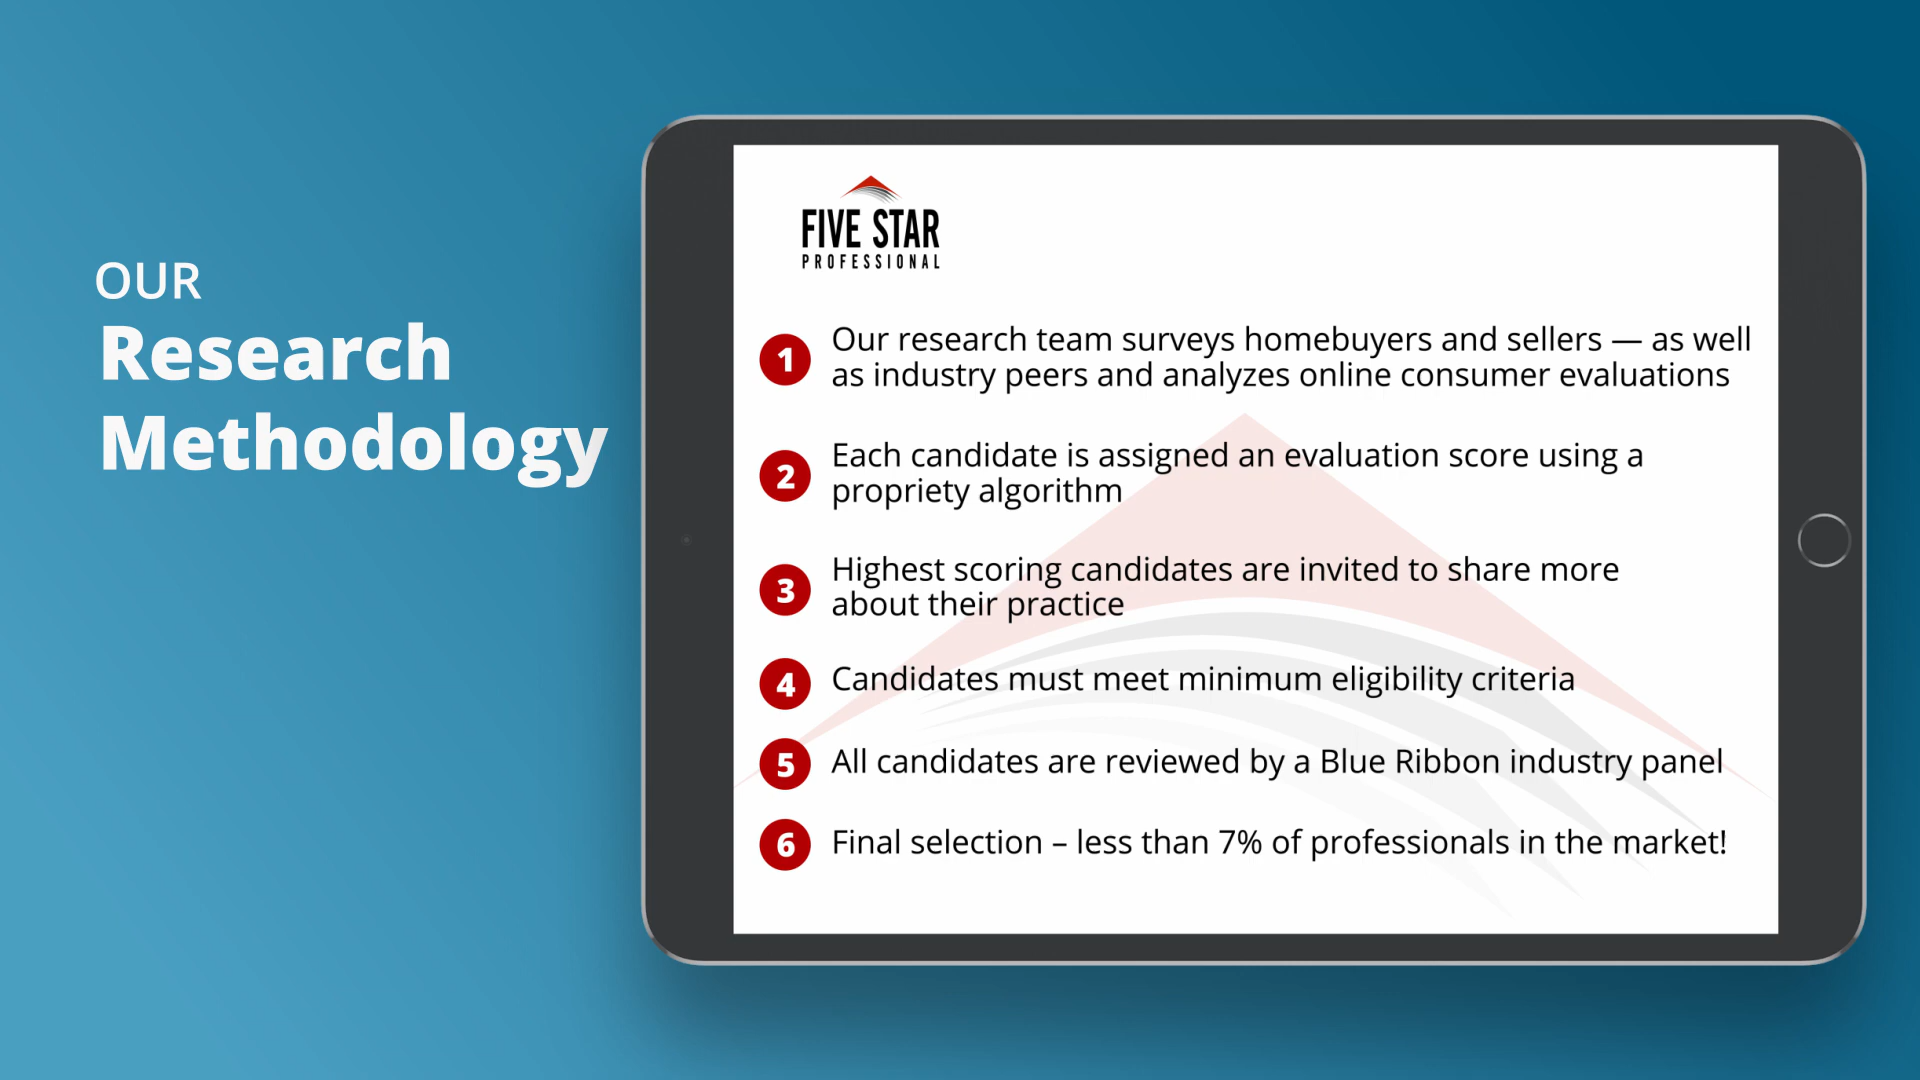 OUR
Research
Methodology
FIVE STAR
PROFESSIONAL
1 Our research team surveys homebuyers and sellers — as well
as industry peers and analyzes online consumer evaluations
2 Each candidate is assigned an evaluation score using a
propriety algorithm
3 Highest scoring candidates are invited to share more
about their practice
4 Candidates must meet minimum eligibility criteria
5 All candidates are reviewed by a Blue Ribbon industry panel
6 Final selection – less than 7% of professionals in the market!